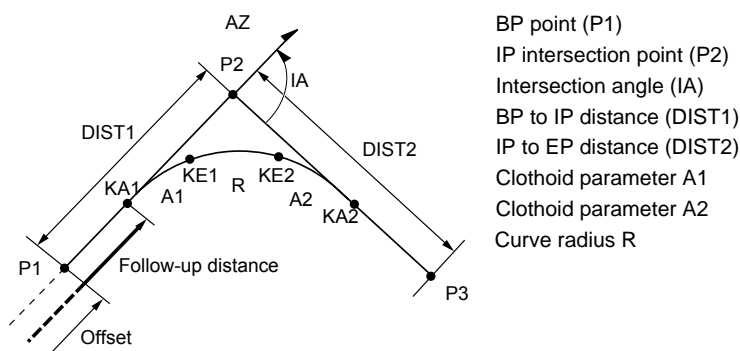 AZ
P2
IA
DIST1
DIST2
KA1
A1
KE1
R
KE2
A2
KA2
P1
Follow-up distance
P3
Offset
BP point (P1)
IP intersection point (P2)
Intersection angle (IA)
BP to IP distance (DIST1)
IP to EP distance (DIST2)
Clothoid parameter A1
Clothoid parameter A2
Curve radius R